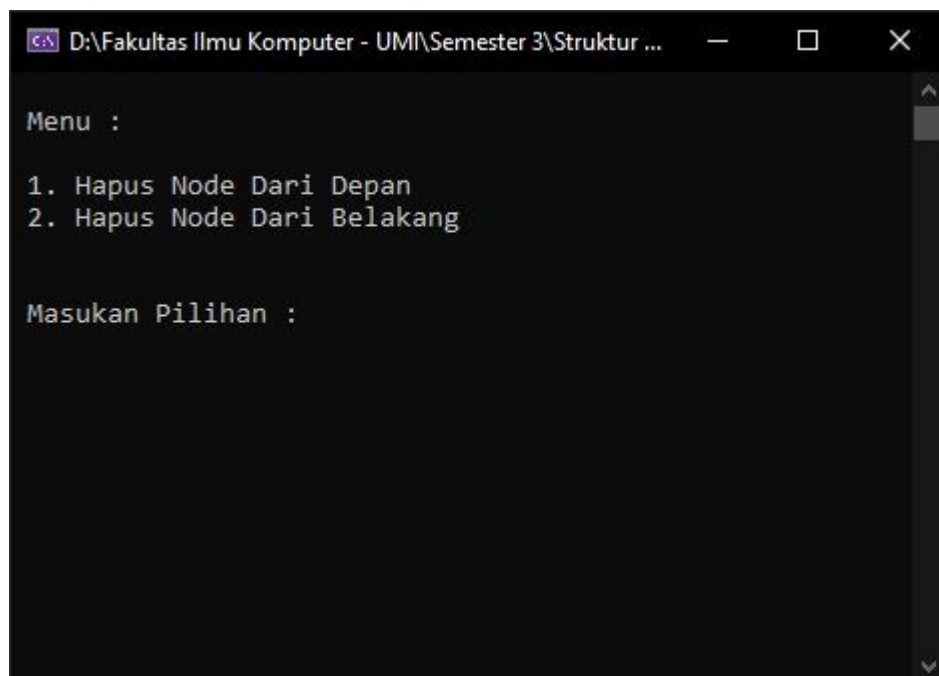 D:\Fakultas Ilmu Komputer - UMI\Semester 3\Struktur ...
Menu :
1. Hapus Node Dari Depan
2. Hapus Node Dari Belakang
Masukan Pilihan :